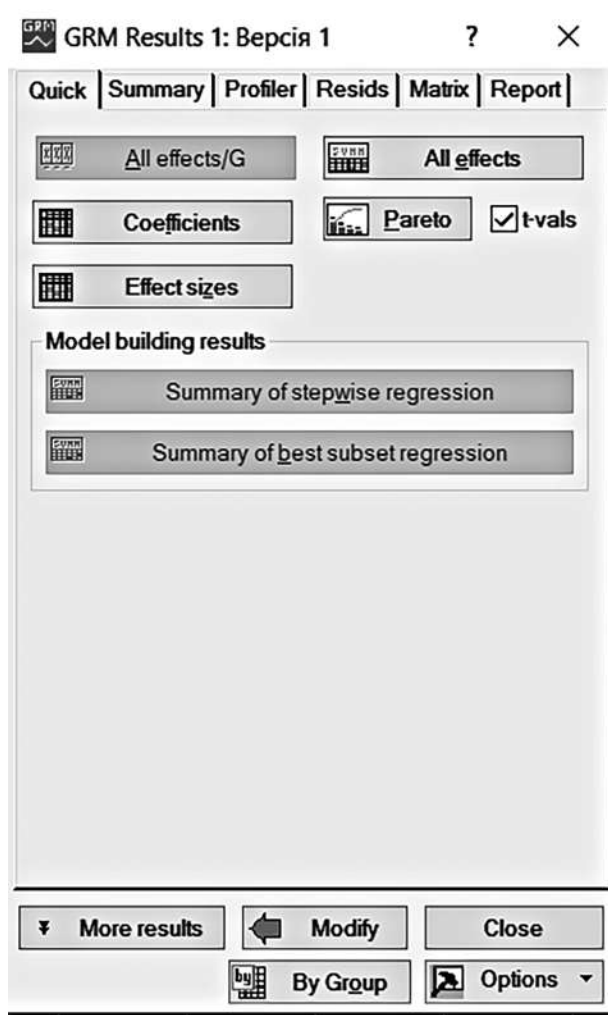 GRM Results 1: Версія 1 ? ×
Quick Summary Profiler Resids Matrix Report
All effects/G All effects
Coefficients Pareto t-vals
Effect sizes
Model building results
Summary of stepwise regression
Summary of best subset regression
More results Modify Close
By Group Options